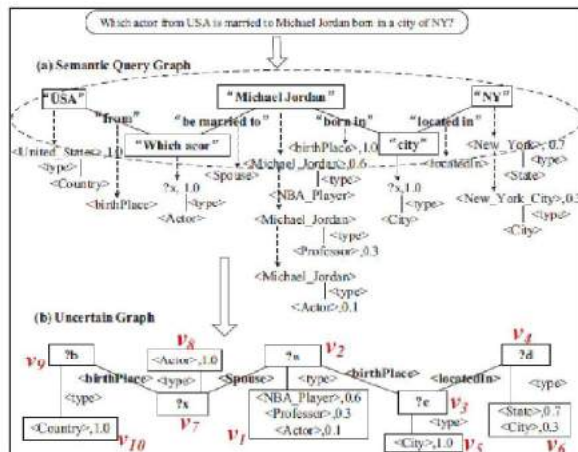 Which actor from USA is married to Michael Jordan born in a city of NY?
(a) Semantic Query Graph
"USA" "Michael Jordan" "NY"
"from" "be married to" "born in" "located in"
"Which acor" "city"
<United_States>, 1.0
<type>
<Country>
<birthPlace>
?x, 1.0
<type>
<Actor>
<Spouse>
<birthPlace>, 1.0
<Michael_Jordan>, 0.6
<type>
<NBA_Player>
<Michael_Jordan>
<type>
<Professor>, 0.3
<Michael_Jordan>
<type>
<Actor>, 0.1
?x, 1.0
<type>
<City>
<locatedIn>
<New_York>, 0.7
<type>
<State>
<New_York_City>, 0.3
<type>
<City>
(b) Uncertain Graph
v9 ?b v8 <Actor>, 1.0 v2 v4 ?d
<birthPlace> <type> Spouse> <type> <birthPlace> <locatedIn>
<type> ?x v7 <NBA_Player>, 0.6 ?c v3 <type>
<Professor>, 0.3 <type> <State>, 0.7
<Country>, 1.0 v10 v1 <Actor>, 0.1 <City>, 1.0 v5 <City>, 0.3 v6